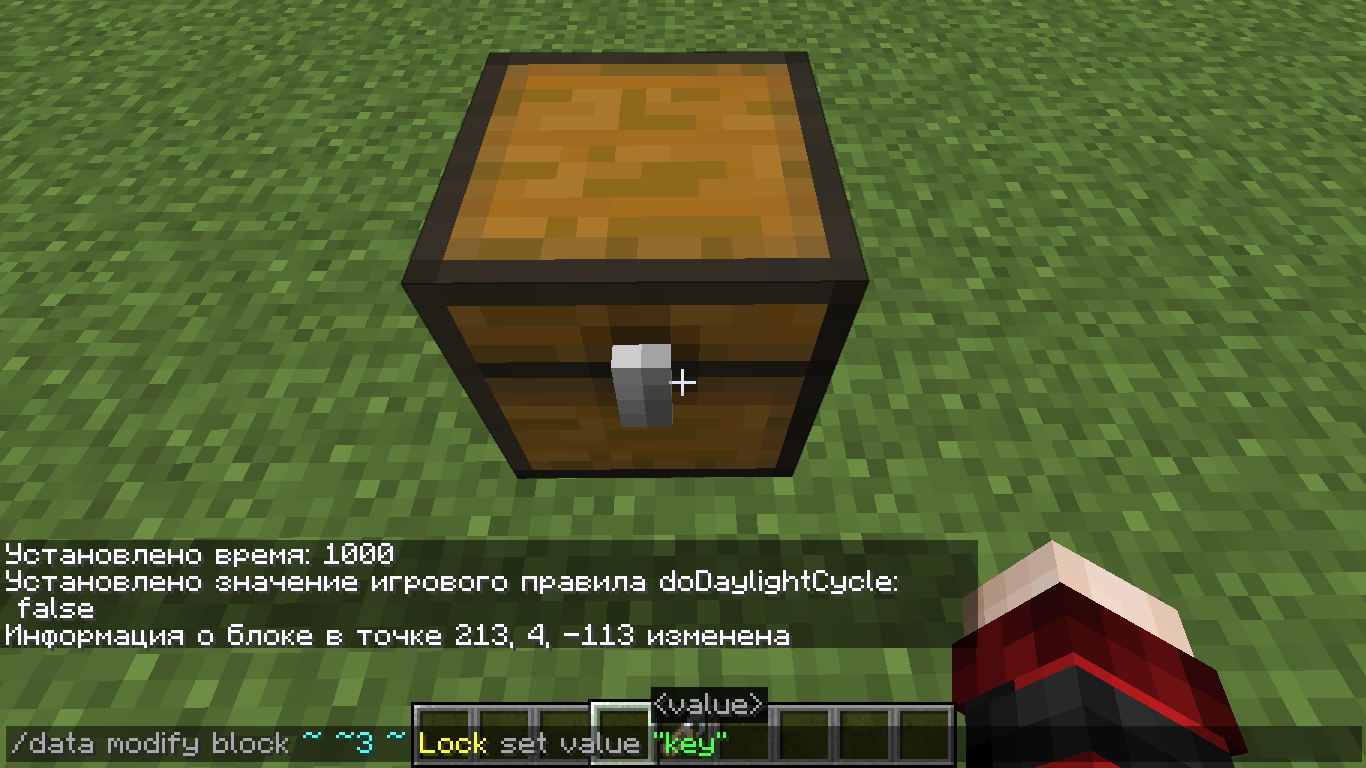 Установлено время: 1000
Установлено значение игрового правила doDaylightCycle:
false
Информация о блоке в точке 213, 4, -113 изменена
<value>
/data modify block ~ ~3 ~ Lock set value "key"